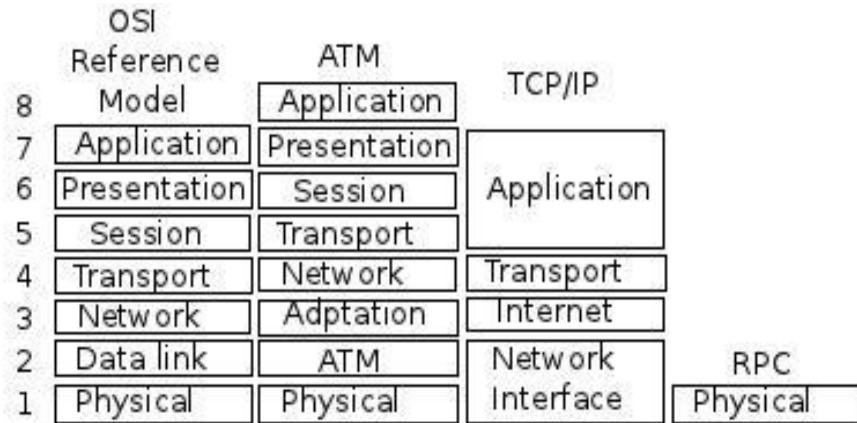 OSI
Reference
Model
ATM
TCP/IP
8 Application
7 Application Presentation
6 Presentation Session Application
5 Session Transport
4 Transport Network Transport
3 Network Adptation Internet
2 Data link ATM Network RPC
1 Physical Physical Interface Physical